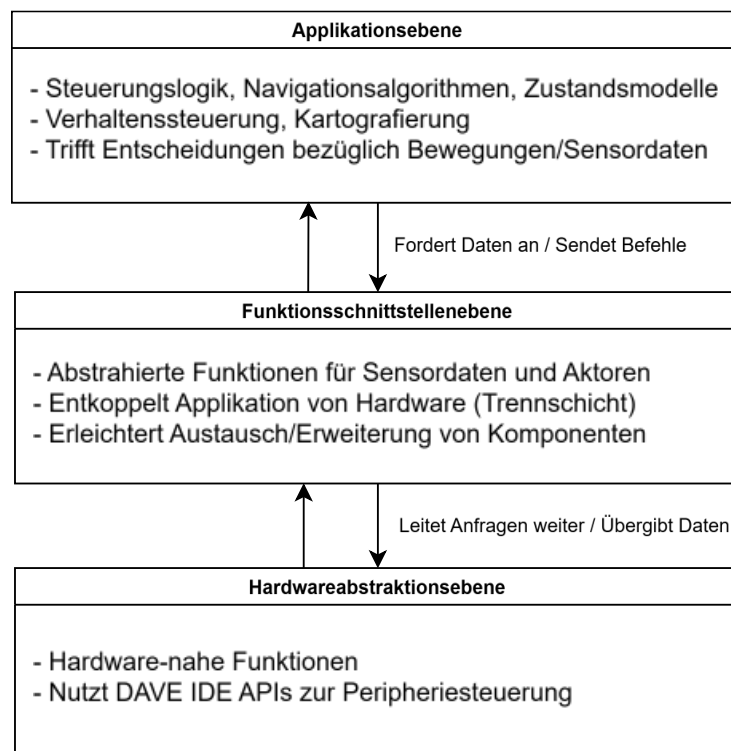 Applikationsebene
- Steuerungslogik, Navigationsalgorithmen, Zustandsmodelle
- Verhaltenssteuerung, Kartografierung
- Trifft Entscheidungen bezüglich Bewegungen/Sensordaten
Fordert Daten an / Sendet Befehle
Funktionsschnittstellenebene
- Abstrahierte Funktionen für Sensordaten und Aktoren
- Entkoppelt Applikation von Hardware (Trennschicht)
- Erleichtert Austausch/Erweiterung von Komponenten
Leitet Anfragen weiter / Übergibt Daten
Hardwareabstraktionsebene
- Hardware-nahe Funktionen
- Nutzt DAVE IDE APIs zur Peripheriesteuerung